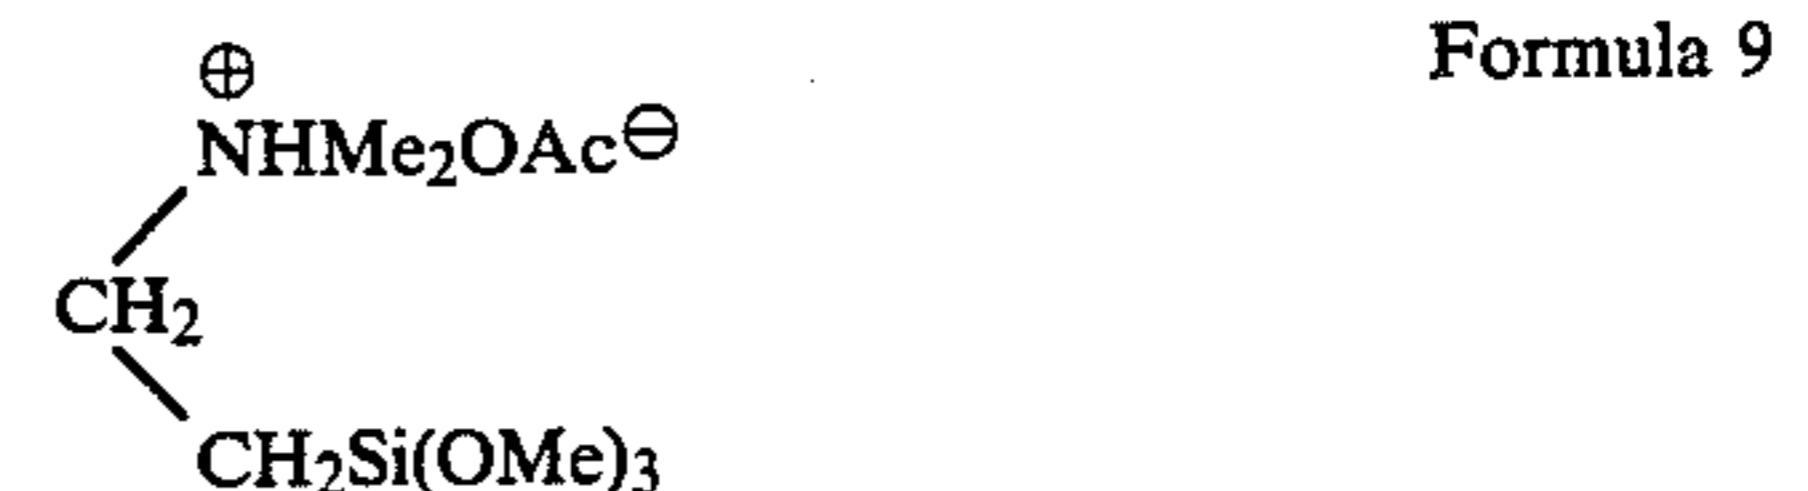 Formula 9
⊕
NHMe₂OAc⊖
CH₂
CH₂Si(OMe)₃